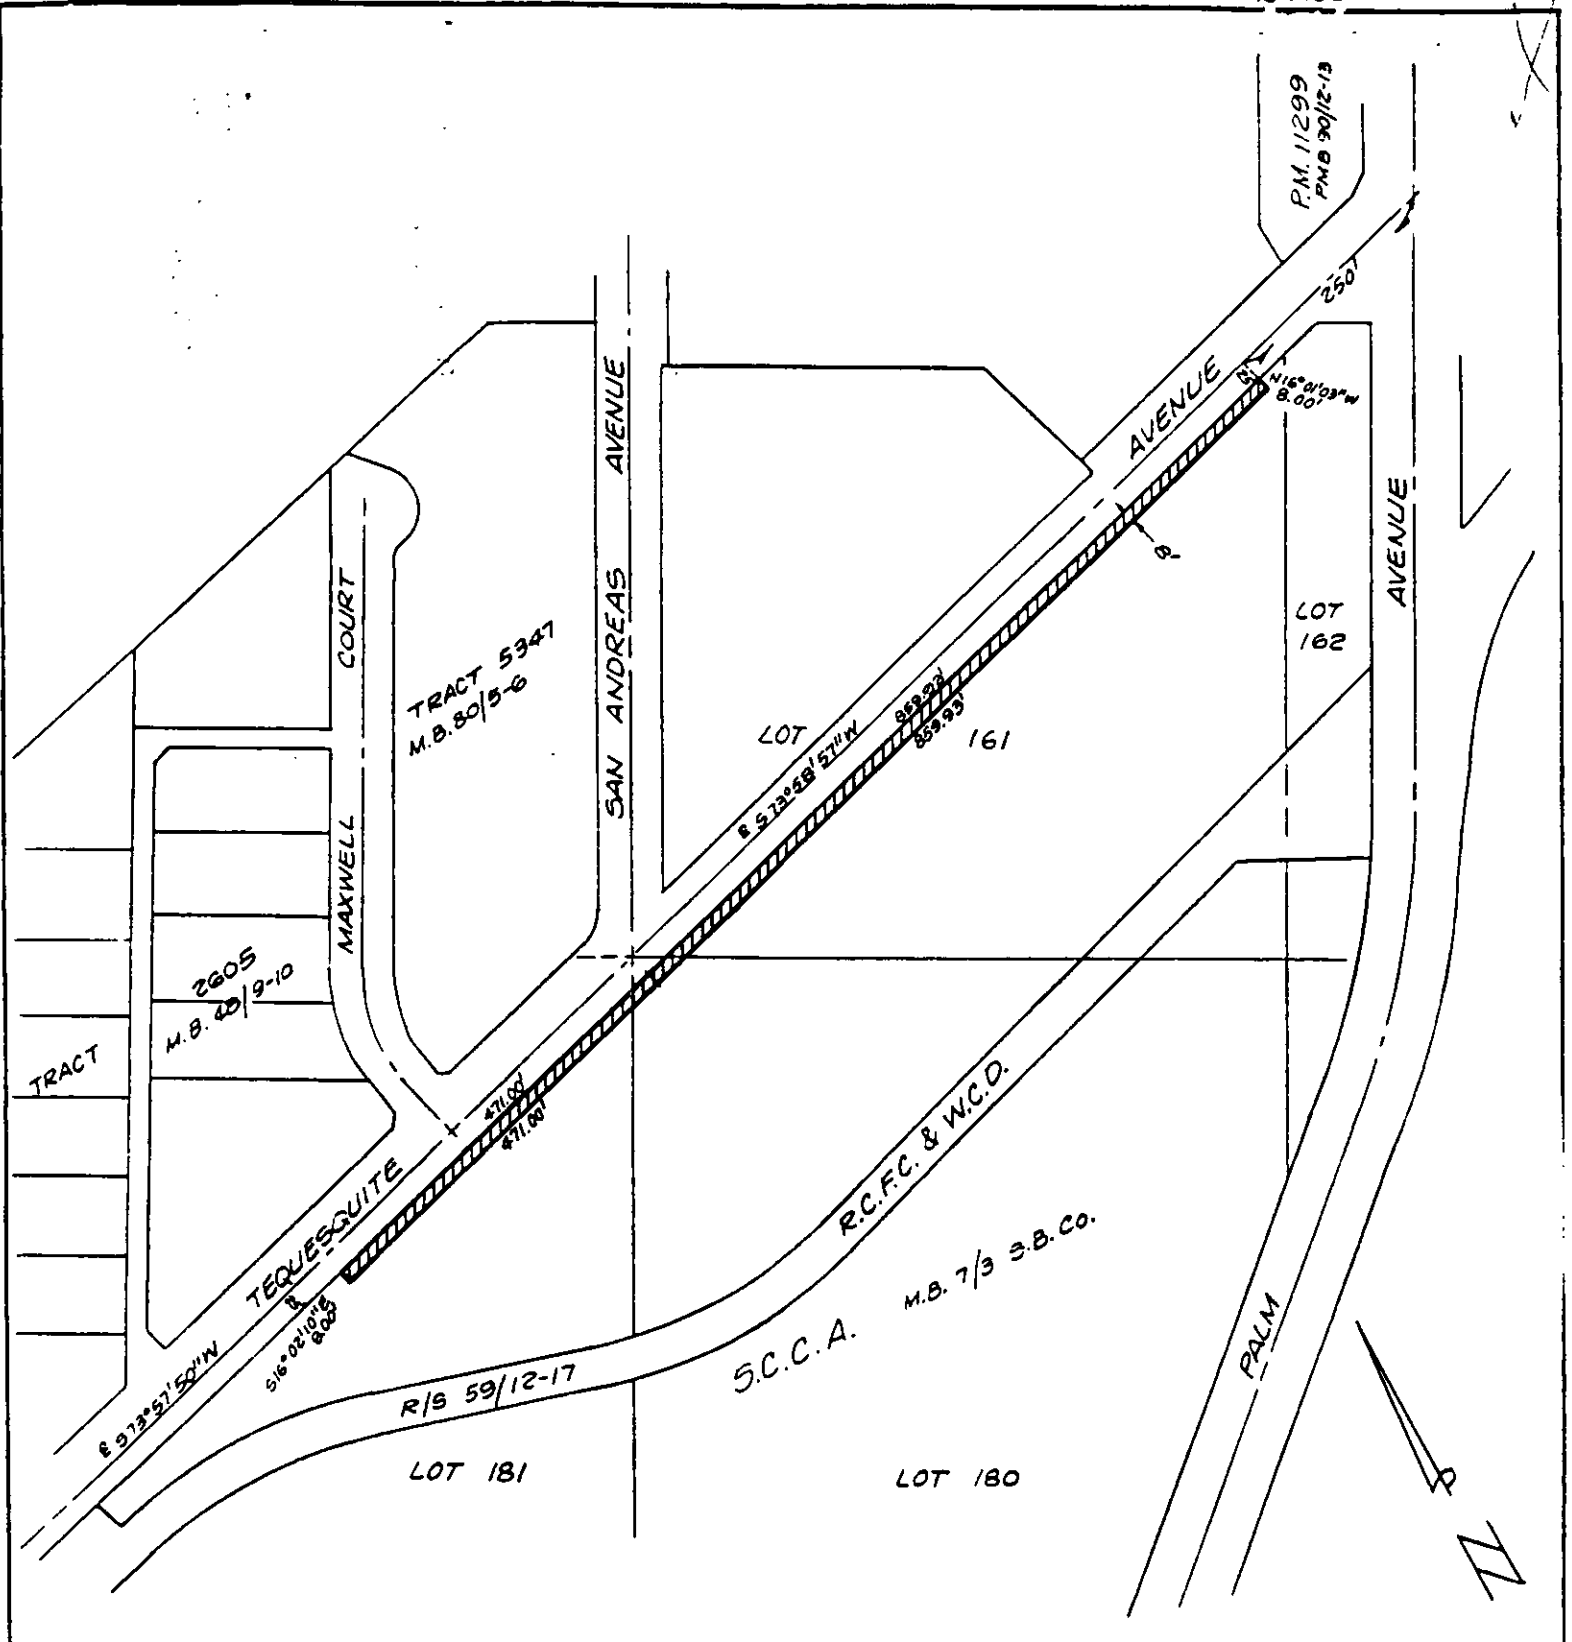 P.M. 11299
PMB 90/12-13
250'
N16°01'03"W
8.00'
AVENUE
SAN ANDREAS AVENUE
AVENUE
8'
MAXWELL COURT
TRACT 5347
M.B. 80/5-6
LOT
162
LOT 161
859.93'
859.93'
S73°58'57"W
2605
M.B. 48/9-10
TRACT
471.00'
471.00'
R.C.F.C. & W.C.D.
TEQUESQUITE
S16°02'10"E
8.00'
M.B. 7/3 S.B.Co.
S.C.C.A.
PALM
S73°57'50"W
R/S 59/12-17
LOT 181
LOT 180
N